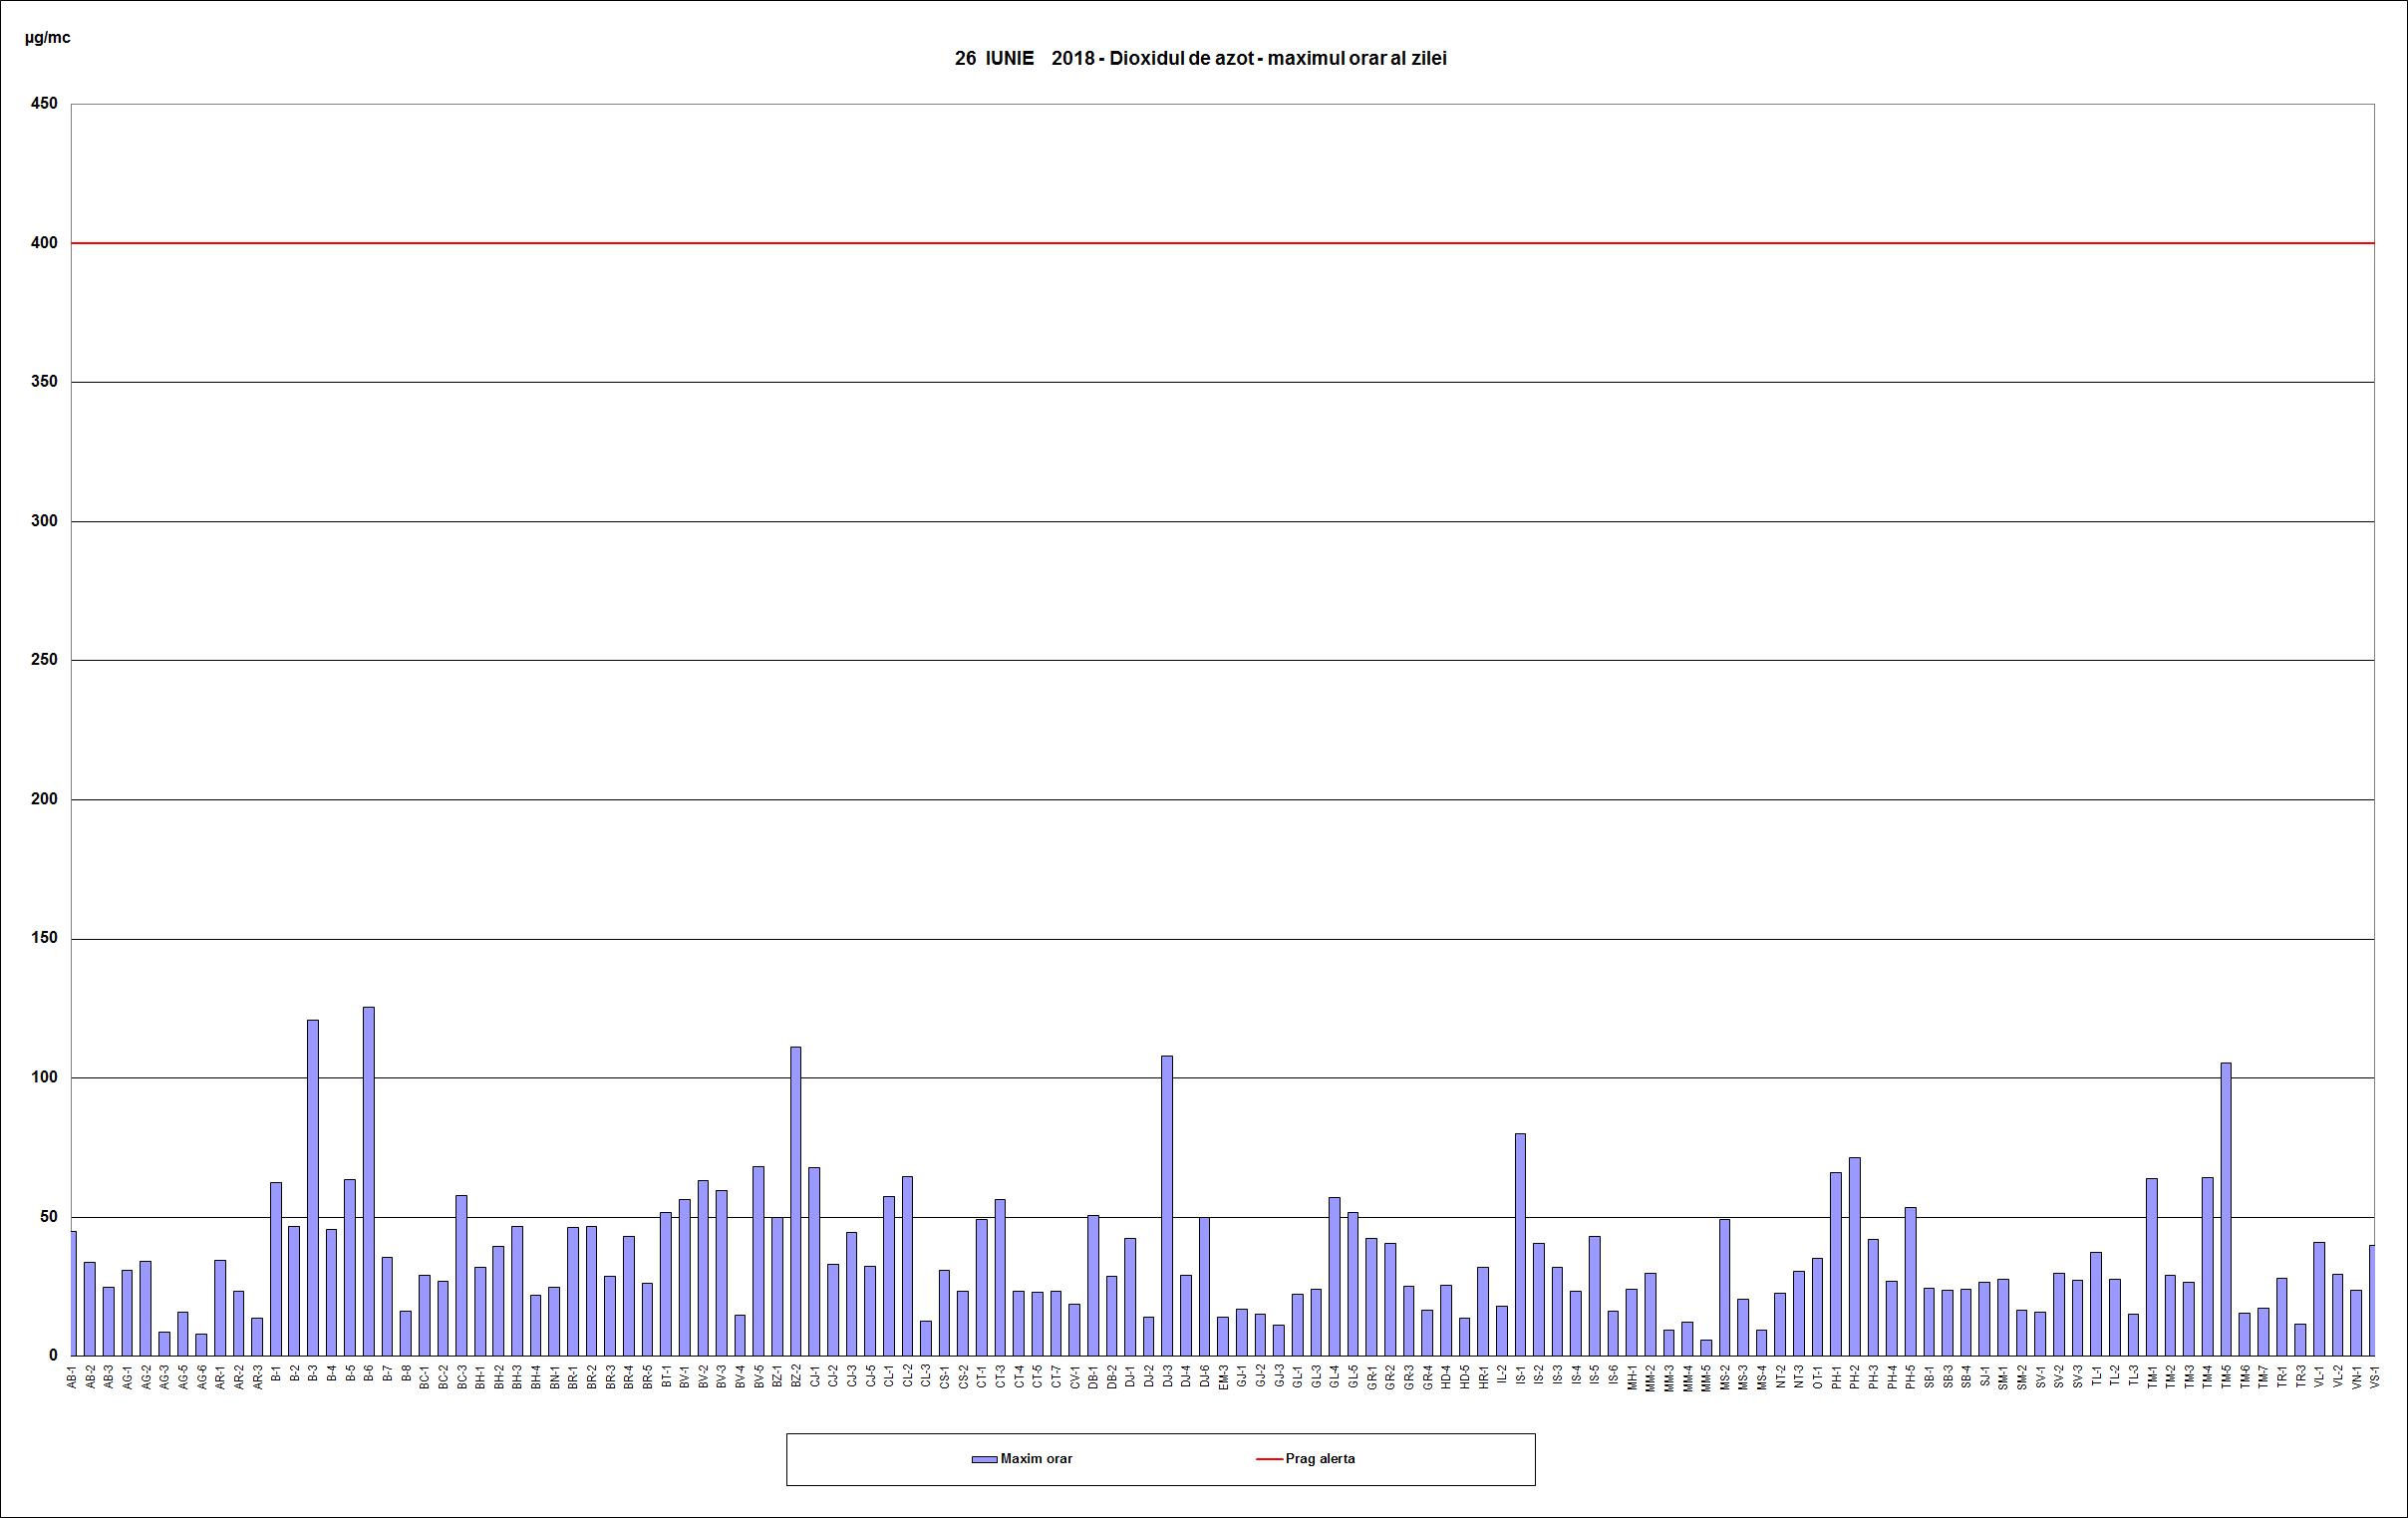 µg/mc
26 IUNIE 2018 - Dioxidul de azot - maximul orar al zilei
450
400
350
300
250
200
150
100
50
0
AB-1 AB-2 AB-3 AG-1 AG-2 AG-3 AG-5 AG-6 AR-1 AR-2 AR-3 B-1 B-2 B-3 B-4 B-5 B-6 B-7 B-8 BC-1 BC-2 BC-3 BH-1 BH-2 BH-3 BH-4 BN-1 BR-1 BR-2 BR-3 BR-4 BR-5 BT-1 BV-1 BV-2 BV-3 BV-4 BV-5 BZ-1 BZ-2 CJ-1 CJ-2 CJ-3 CJ-5 CL-1 CL-2 CL-3 CS-1 CS-2 CT-1 CT-3 CT-4 CT-5 CT-7 CV-1 DB-1 DB-2 DJ-1 DJ-2 DJ-3 DJ-4 DJ-6 EM-3 GJ-1 GJ-2 GJ-3 GL-1 GL-3 GL-4 GL-5 GR-1 GR-2 GR-3 GR-4 HD-4 HD-5 HR-1 IL-2 IS-1 IS-2 IS-3 IS-4 IS-5 IS-6 MH-1 MM-2 MM-3 MM-4 MM-5 MS-2 MS-3 MS-4 NT-2 NT-3 OT-1 PH-1 PH-2 PH-3 PH-4 PH-5 SB-1 SB-3 SB-4 SJ-1 SM-1 SM-2 SV-1 SV-2 SV-3 TL-1 TL-2 TL-3 TM-1 TM-2 TM-3 TM-4 TM-5 TM-6 TM-7 TR-1 TR-3 VL-1 VL-2 VN-1 VS-1
Maxim orar Prag alerta